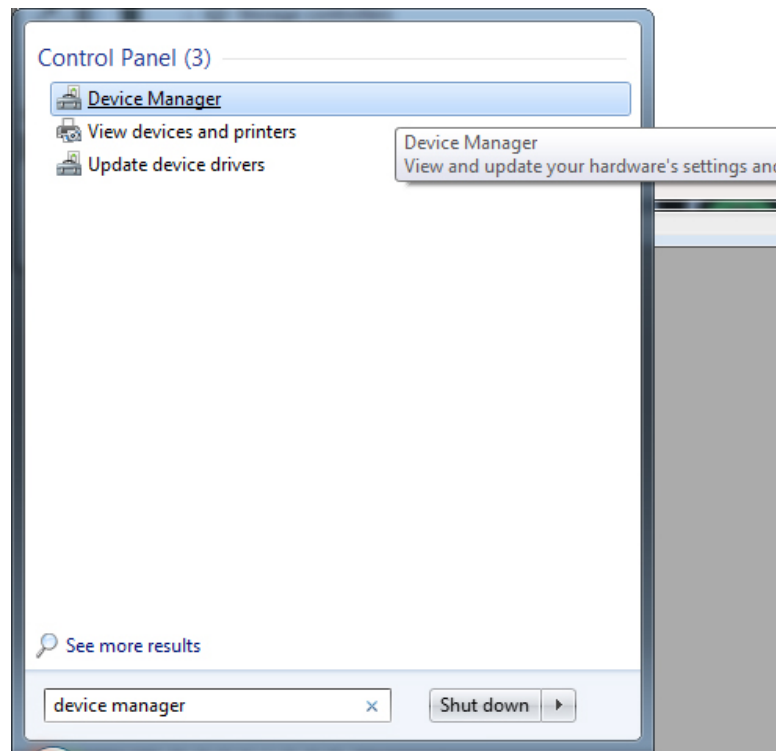 Control Panel (3)
Device Manager
View devices and printers
Update device drivers
Device Manager
View and update your hardware's settings and
See more results
device manager
Shut down